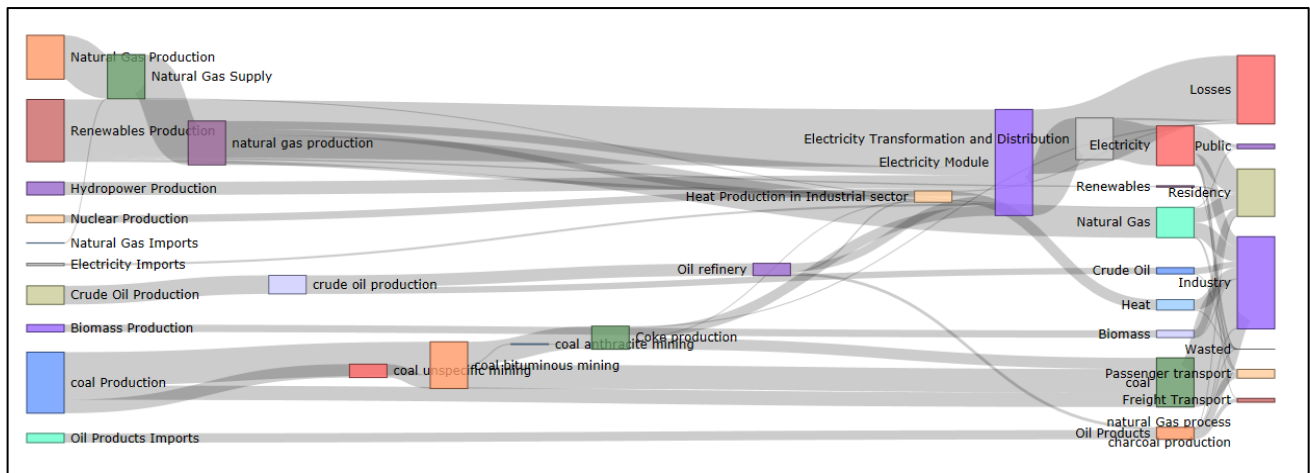 Natural Gas Production
Natural Gas Supply
Renewables Production
natural gas production
Hydropower Production
Nuclear Production
Natural Gas Imports
Electricity Imports
Crude Oil Production
crude oil production
Biomass Production
coal Production
coal unspecific mining
coal bituminous mining
coal anthracite mining
Coke production
Oil Products Imports
Oil refinery
Heat Production in Industrial sector
Electricity Transformation and Distribution
Electricity Module
Electricity
Renewables
Natural Gas
Crude Oil
Heat
Biomass
coal
Oil Products
natural Gas process
charcoal production
Losses
Public
Residency
Industry
Wasted
Passenger transport
Freight Transport